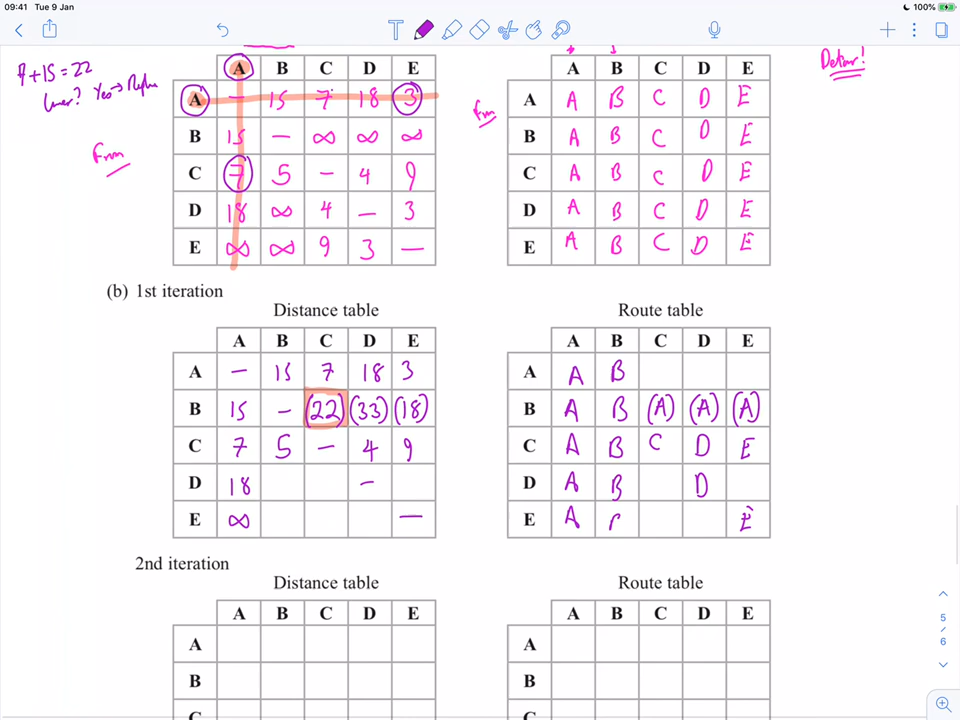 09:41 Tue 9 Jan
100%
7+15=22
Lower? Yes→Replace
From
A B C D E
A – 15 7 18 3
B 15 – ∞ ∞ ∞
C 7 5 – 4 9
D 18 ∞ 4 – 3
E ∞ ∞ 9 3 –
From
A B C D E
A A B C D E
B A B C D E
C A B C D E
D A B C D E
E A B C D E
Detour!
(b) 1st iteration
Distance table
A B C D E
A – 15 7 18 3
B 15 – (22) (33) (18)
C 7 5 – 4 9
D 18 –
E ∞ –
Route table
A B C D E
A A B
B A B (A) (A) (A)
C A B C D E
D A B D
E A E
2nd iteration
Distance table
A B C D E
A
B
C
Route table
A B C D E
A
B
C
5
/
6